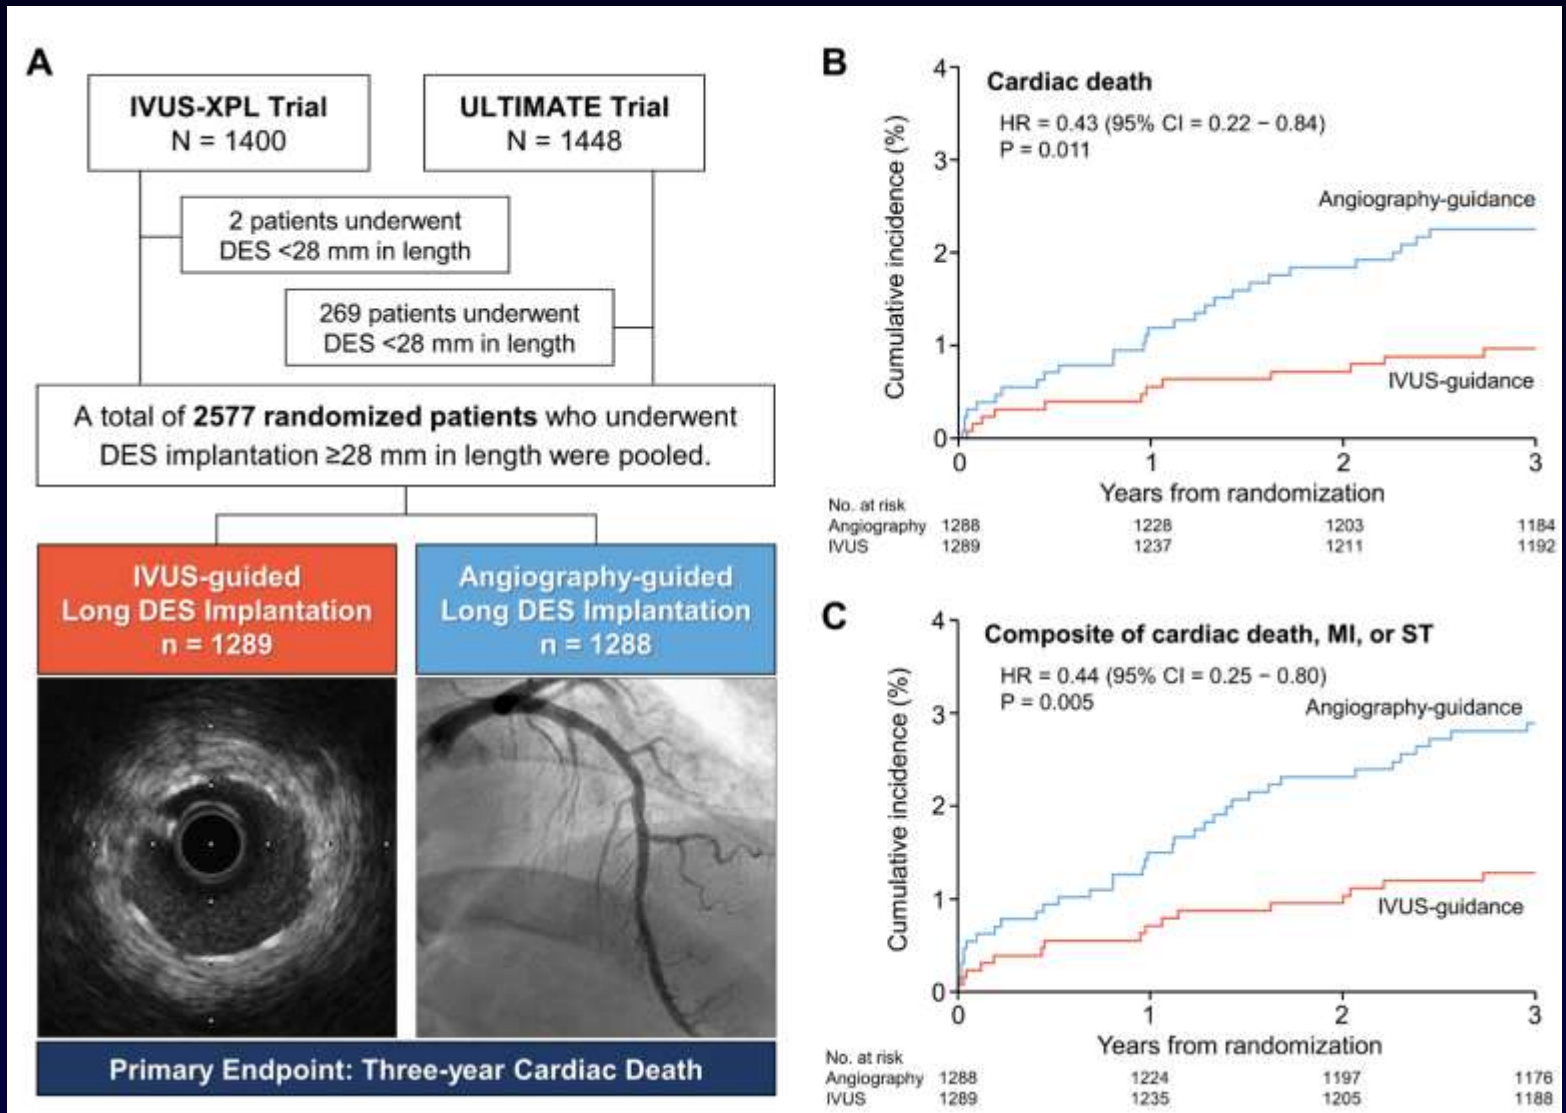 A
IVUS-XPL Trial
N = 1400
ULTIMATE Trial
N = 1448
2 patients underwent
DES <28 mm in length
269 patients underwent
DES <28 mm in length
A total of 2577 randomized patients who underwent
DES implantation ≥28 mm in length were pooled.
IVUS-guided
Long DES Implantation
n = 1289
Angiography-guided
Long DES Implantation
n = 1288
Primary Endpoint: Three-year Cardiac Death
B
Cardiac death
HR = 0.43 (95% CI = 0.22 − 0.84)
P = 0.011
Cumulative incidence (%)
4
3
2
1
0
Angiography-guidance
IVUS-guidance
0 1 2 3
Years from randomization
No. at risk
Angiography 1288 1228 1203 1184
IVUS 1289 1237 1211 1192
C
Composite of cardiac death, MI, or ST
HR = 0.44 (95% CI = 0.25 − 0.80)
P = 0.005
Cumulative incidence (%)
4
3
2
1
0
Angiography-guidance
IVUS-guidance
0 1 2 3
Years from randomization
No. at risk
Angiography 1288 1224 1197 1176
IVUS 1289 1235 1205 1188